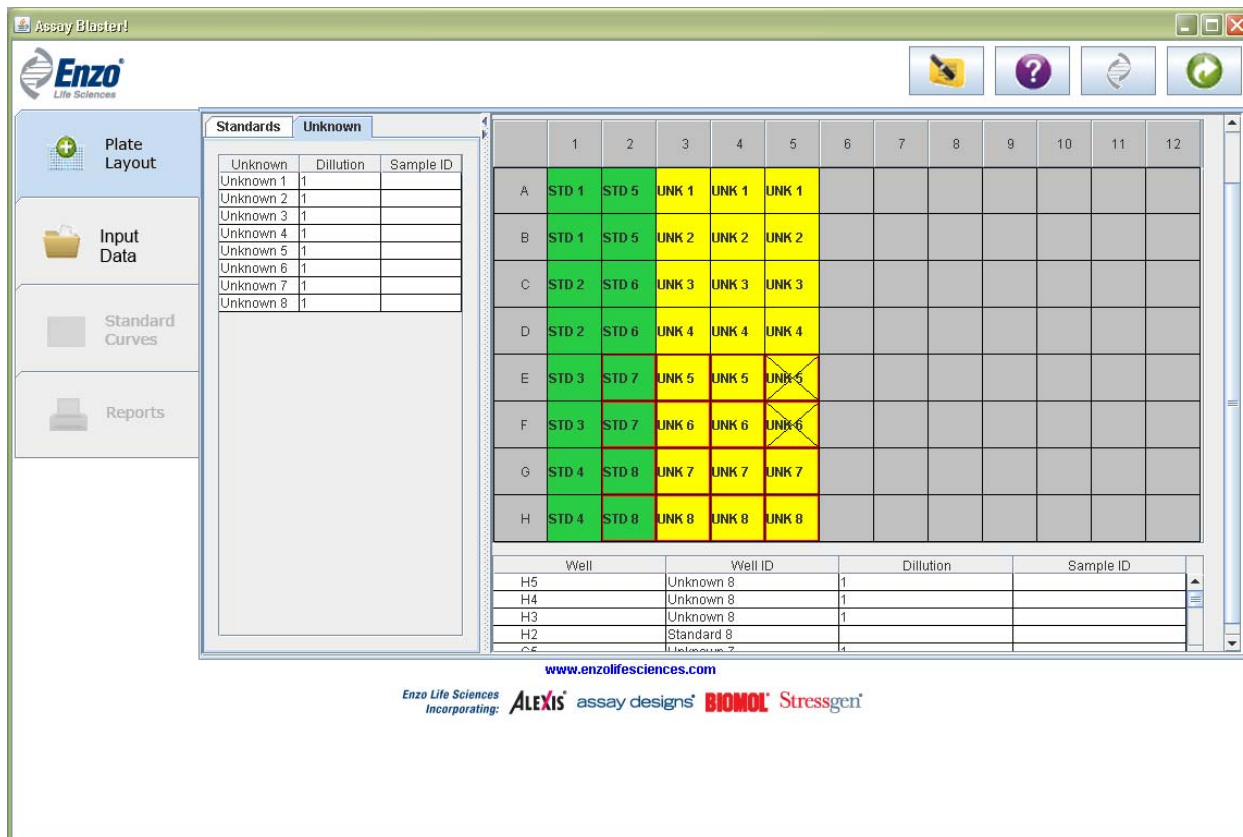 Assay Blaster!
Enzo
Life Sciences
Plate
Layout
Input
Data
Standard
Curves
Reports
Standards Unknown
Unknown Dillution Sample ID
Unknown 1 1
Unknown 2 1
Unknown 3 1
Unknown 4 1
Unknown 5 1
Unknown 6 1
Unknown 7 1
Unknown 8 1
1 2 3 4 5 6 7 8 9 10 11 12
A STD 1 STD 5 UNK 1 UNK 1 UNK 1
B STD 1 STD 5 UNK 2 UNK 2 UNK 2
C STD 2 STD 6 UNK 3 UNK 3 UNK 3
D STD 2 STD 6 UNK 4 UNK 4 UNK 4
E STD 3 STD 7 UNK 5 UNK 5 UNK 5
F STD 3 STD 7 UNK 6 UNK 6 UNK 6
G STD 4 STD 8 UNK 7 UNK 7 UNK 7
H STD 4 STD 8 UNK 8 UNK 8 UNK 8
Well Well ID Dillution Sample ID
H5 Unknown 8 1
H4 Unknown 8 1
H3 Unknown 8 1
H2 Standard 8
G5 Unknown 7 1
www.enzolifesciences.com
Enzo Life Sciences
Incorporating:
ALEXIS assay designs BIOMOL Stressgen